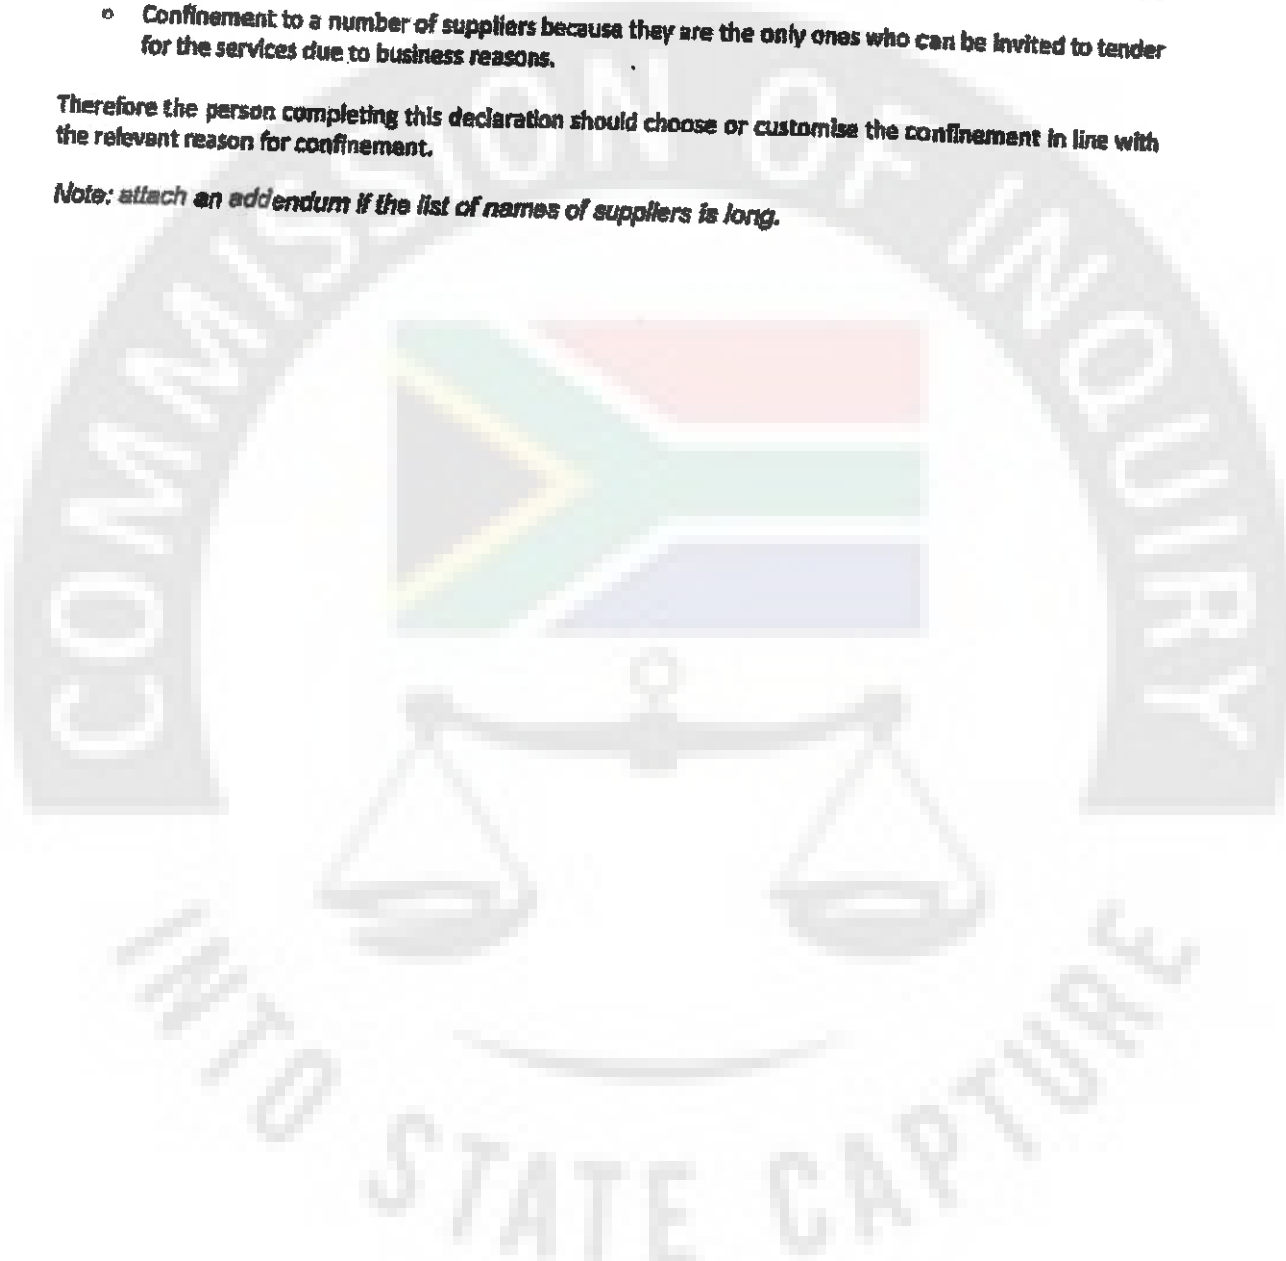 o Confinement to a number of suppliers because they are the only ones who can be invited to tender
for the services due to business reasons.
Therefore the person completing this declaration should choose or customise the confinement in line with
the relevant reason for confinement.
Note: attach an addendum if the list of names of suppliers is long.
COMMISSION OF INQUIRY
INTO STATE CAPTURE